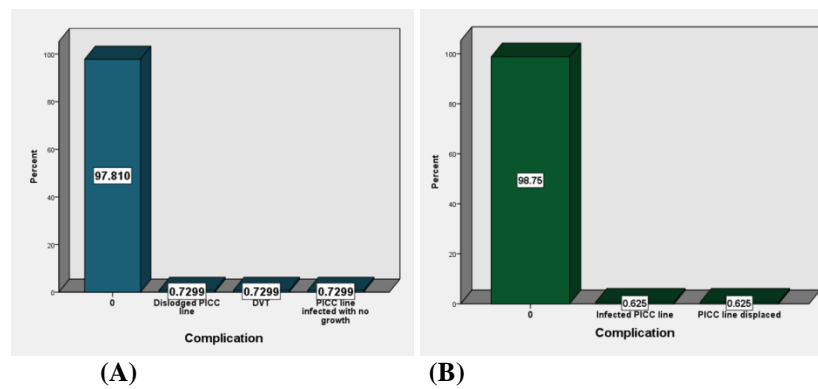 100
80
60
40
20
0
Percent
97.810
0.7299
0.7299
0.7299
0
Dislodged PICC
line
DVT
PICC line
infected with no
growth
Complication
(A)
100
80
60
40
20
0
Percent
98.75
0.625
0.625
0
Infected PICC line
PICC line displaced
Complication
(B)